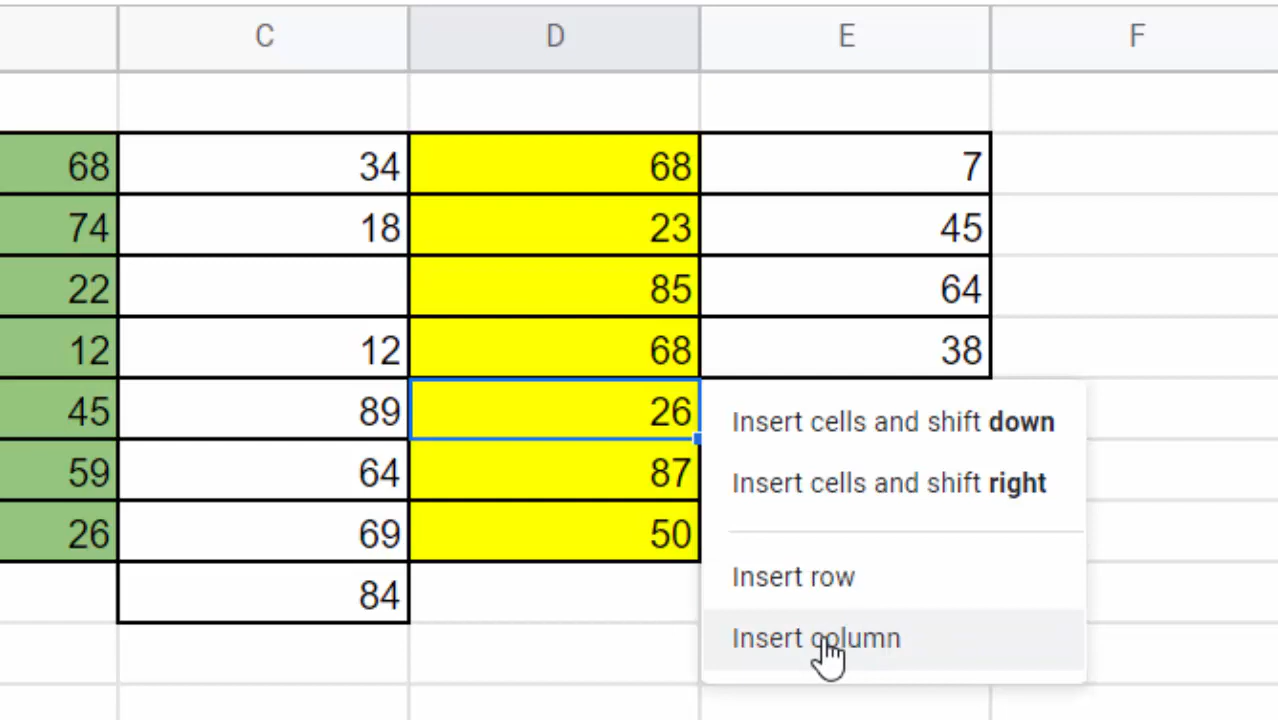 C D E F
68 34 68 7
74 18 23 45
22 85 64
12 12 68 38
45 89 26 Insert cells and shift down
59 64 87 Insert cells and shift right
26 69 50
84 Insert row
Insert column